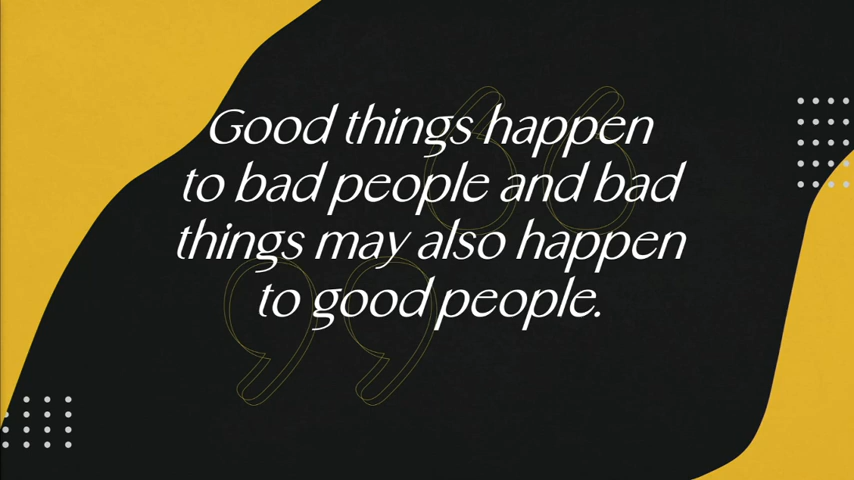 Good things happen
to bad people and bad
things may also happen
to good people.